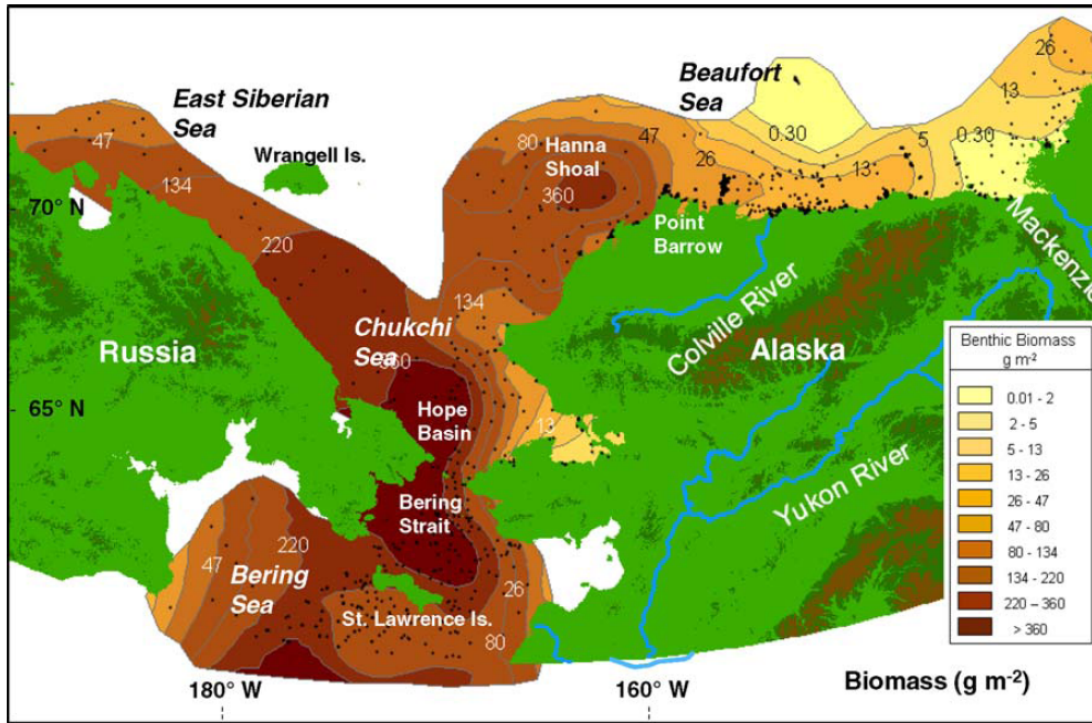 East Siberian
Sea
Wrangell Is.
Beaufort
Sea
Hanna
Shoal
Point
Barrow
Mackenzie
Colville River
Alaska
Yukon River
Russia
Chukchi
Sea
Hope
Basin
Bering
Strait
Bering
Sea
St. Lawrence Is.
47
134
220
360
80
360
47
26
0.30
13
5
0.30
13
26
134
13
220
47
26
80
70° N
65° N
180° W
160° W
Benthic Biomass
g m-2
0.01 - 2
2 - 5
5 - 13
13 - 26
26 - 47
47 - 80
80 - 134
134 - 220
220 – 360
> 360
Biomass (g m-2)